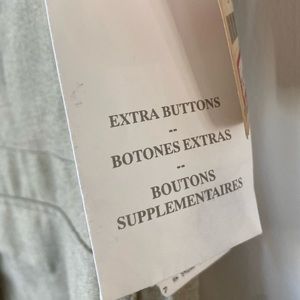 EXTRA BUTTONS
--
BOTONES EXTRAS
--
BOUTONS
SUPPLEMENTAIRES